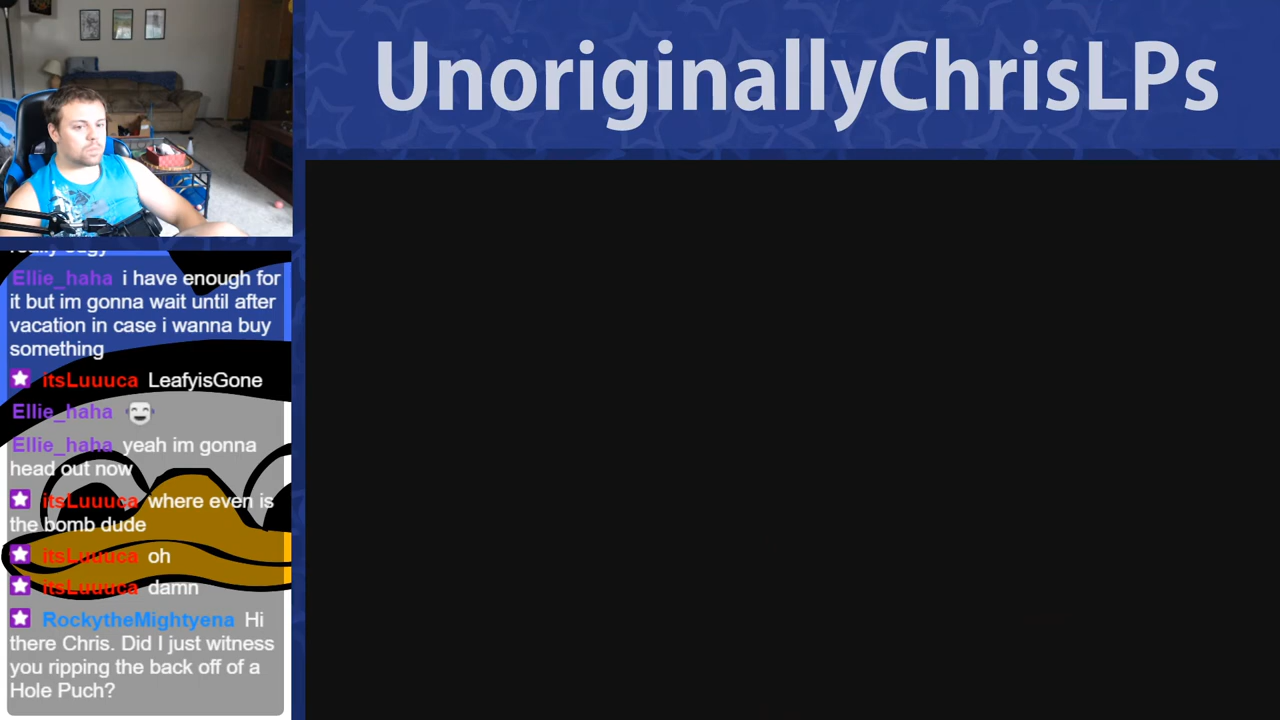 UnoriginallyChrisLPs
really edgy
Ellie_haha i have enough for
it but im gonna wait until after
vacation in case i wanna buy
something
itsLuuuca LeafyisGone
Ellie_haha
Ellie_haha yeah im gonna
head out now
itsLuuuca where even is
the bomb dude
itsLuuuca oh
itsLuuuca damn
RockytheMightyena Hi
there Chris. Did I just witness
you ripping the back off of a
Hole Puch?